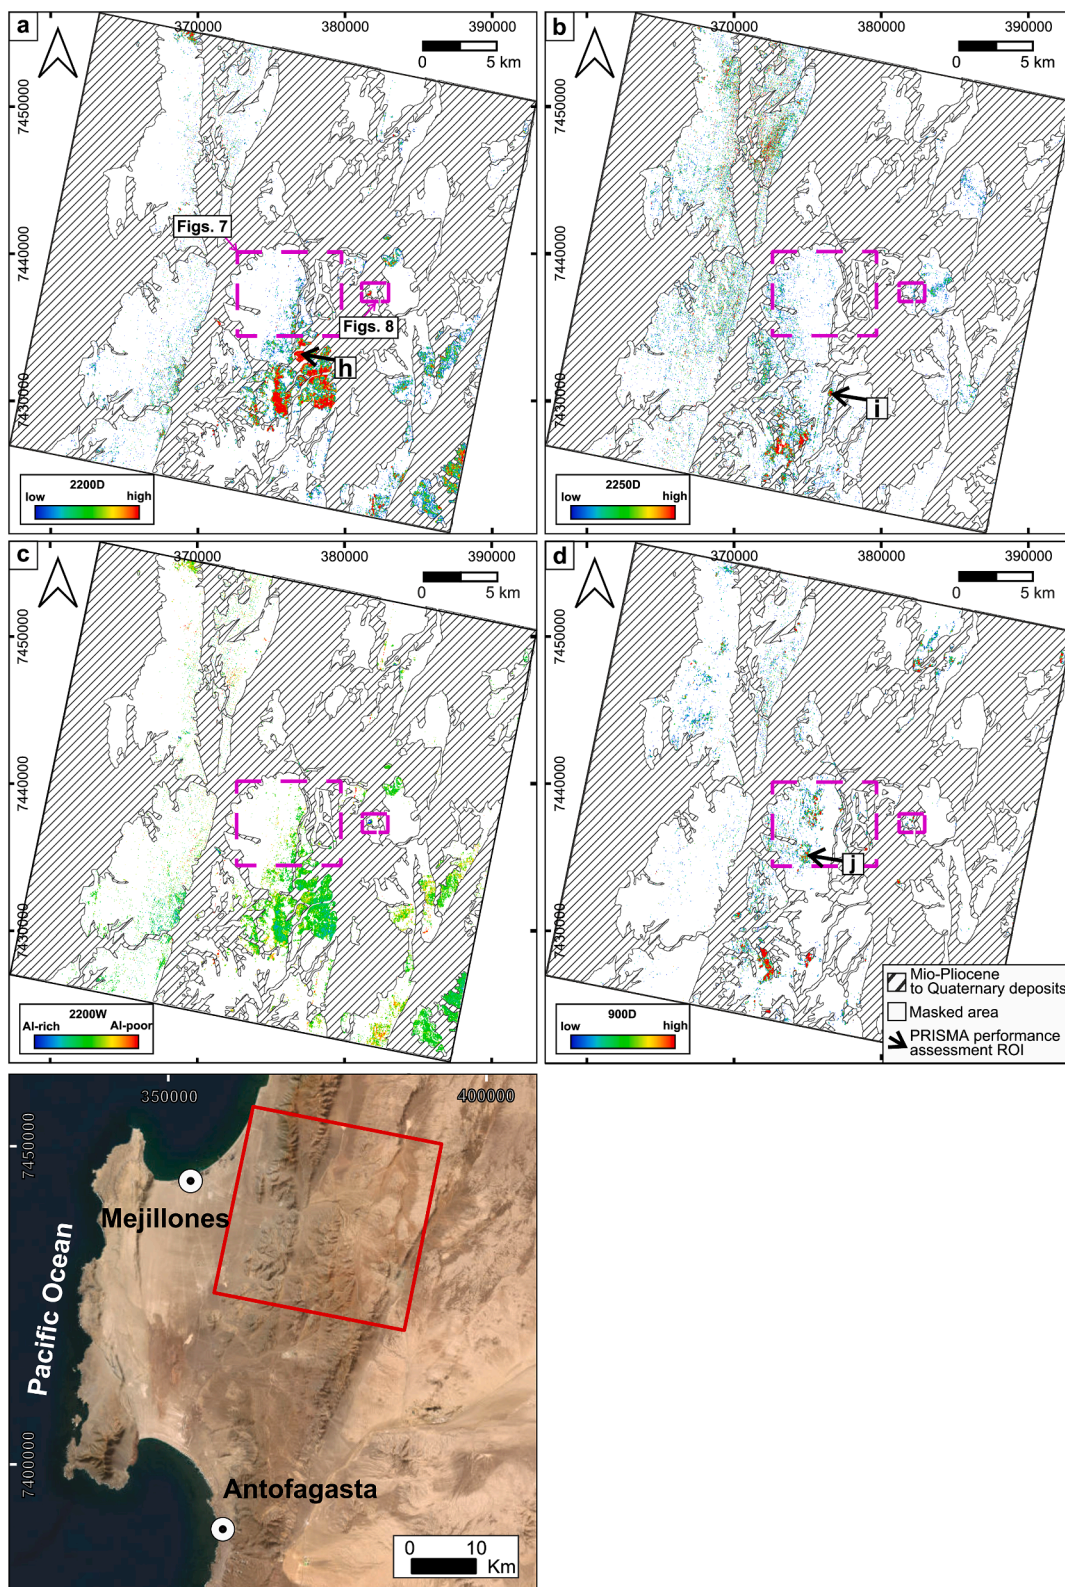 a
370000
380000
390000
0
5 km
7450000
7440000
7430000
Figs. 7
Figs. 8
h
2200D
low
high
b
370000
380000
390000
0
5 km
7450000
7440000
7430000
i
2250D
low
high
c
370000
380000
390000
0
5 km
7450000
7440000
7430000
2200W
Al-rich
Al-poor
d
370000
380000
390000
0
5 km
7450000
7440000
7430000
j
900D
low
high
Mio-Pliocene
to Quaternary deposits
Masked area
PRISMA performance
assessment ROI
350000
400000
7450000
7400000
Mejillones
Pacific Ocean
Antofagasta
0
10
Km